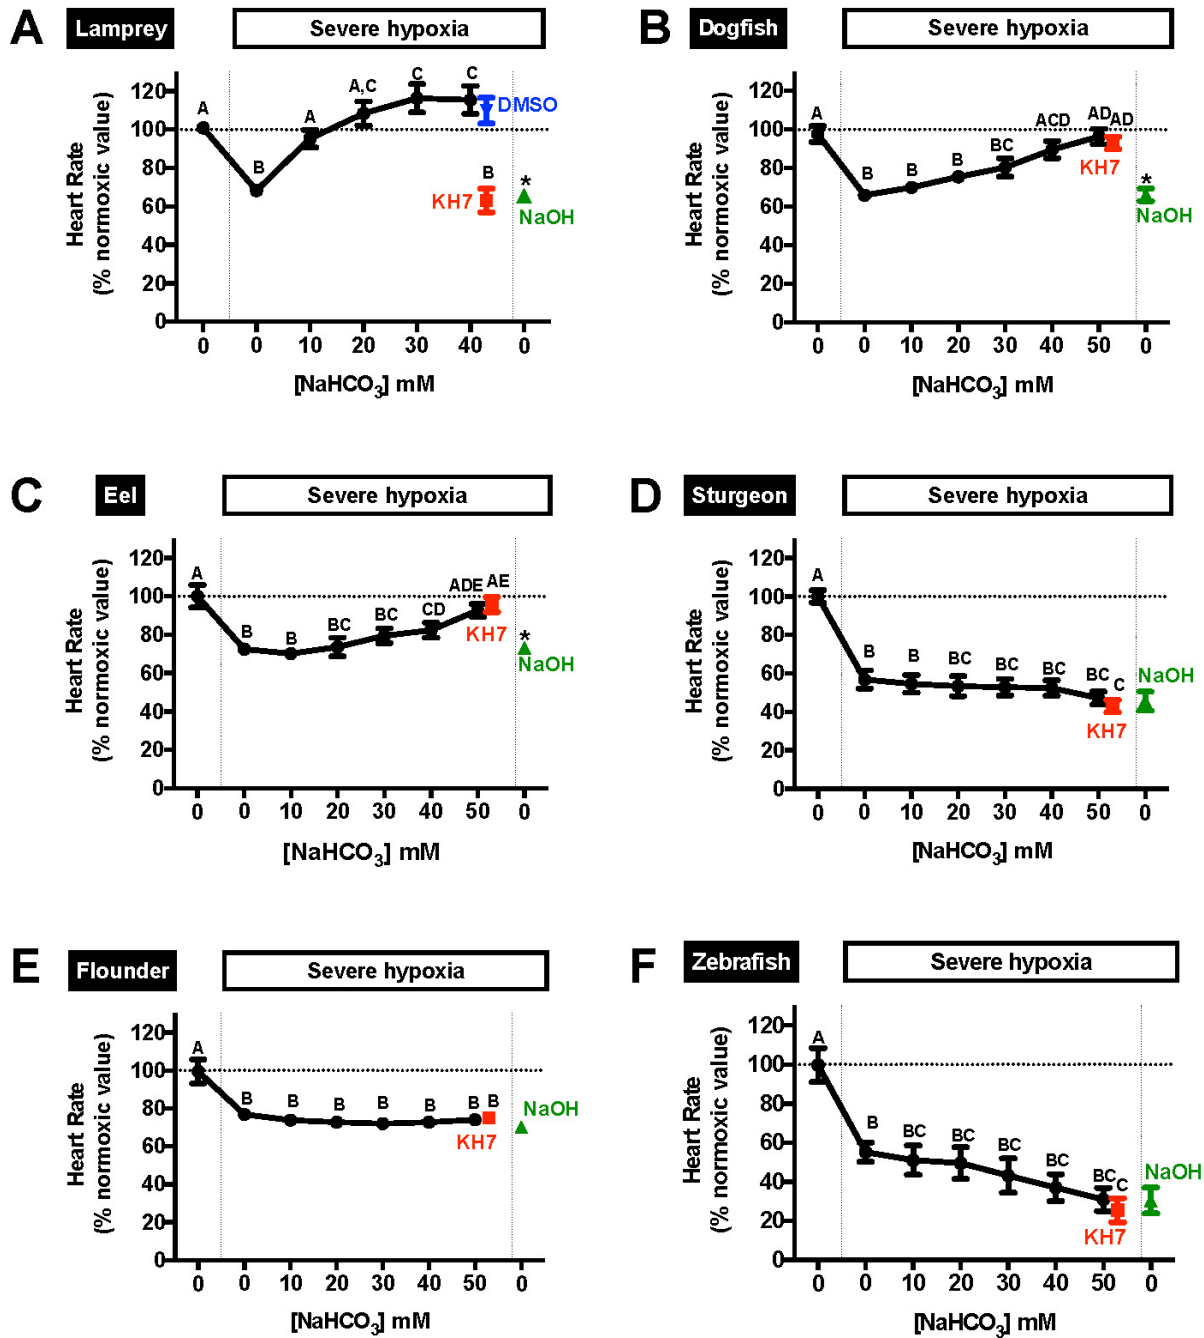 A Lamprey Severe hypoxia
Heart Rate
(% normoxic value)
120
100
80
60
40
20
0
A B A A,C C C
DMSO
B
KH7
*
NaOH
0 0 10 20 30 40 0
[NaHCO3] mM
B Dogfish Severe hypoxia
Heart Rate
(% normoxic value)
120
100
80
60
40
20
0
A B B B BC ACD AD AD
KH7
*
NaOH
0 0 10 20 30 40 50 0
[NaHCO3] mM
C Eel Severe hypoxia
Heart Rate
(% normoxic value)
120
100
80
60
40
20
0
A B B BC BC CD ADE AE
KH7
*
NaOH
0 0 10 20 30 40 50 0
[NaHCO3] mM
D Sturgeon Severe hypoxia
Heart Rate
(% normoxic value)
120
100
80
60
40
20
0
A B B BC BC BC BC C
KH7
NaOH
0 0 10 20 30 40 50 0
[NaHCO3] mM
E Flounder Severe hypoxia
Heart Rate
(% normoxic value)
120
100
80
60
40
20
0
A B B B B B B B
KH7
NaOH
0 0 10 20 30 40 50 0
[NaHCO3] mM
F Zebrafish Severe hypoxia
Heart Rate
(% normoxic value)
120
100
80
60
40
20
0
A B BC BC BC BC BC C
KH7
NaOH
0 0 10 20 30 40 50 0
[NaHCO3] mM